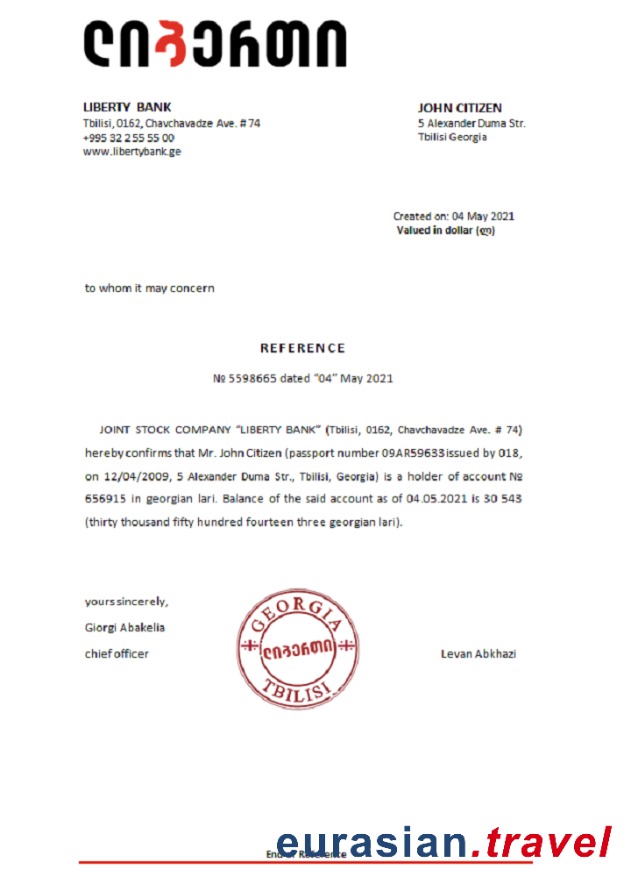 ლიბერთი
LIBERTY BANK
Tbilisi, 0162, Chavchavadze Ave. # 74
+995 32 2 55 55 00
www.libertybank.ge
JOHN CITIZEN
5 Alexander Duma Str.
Tbilisi Georgia
Created on: 04 May 2021
Valued in dollar (ლ)
to whom it may concern
REFERENCE
№ 5598665 dated "04" May 2021
JOINT STOCK COMPANY "LIBERTY BANK" (Tbilisi, 0162, Chavchavadze Ave. # 74)
hereby confirms that Mr. John Citizen (passport number 09AR59633 issued by 018,
on 12/04/2009, 5 Alexander Duma Str., Tbilisi, Georgia) is a holder of account №
656915 in georgian lari. Balance of the said account as of 04.05.2021 is 30 543
(thirty thousand fifty hundred fourteen three georgian lari).
yours sincerely,
Giorgi Abakelia
chief officer
GEORGIA
ლიბერთი
TBILISI
Levan Abkhazi
End of Reference
eurasian.travel